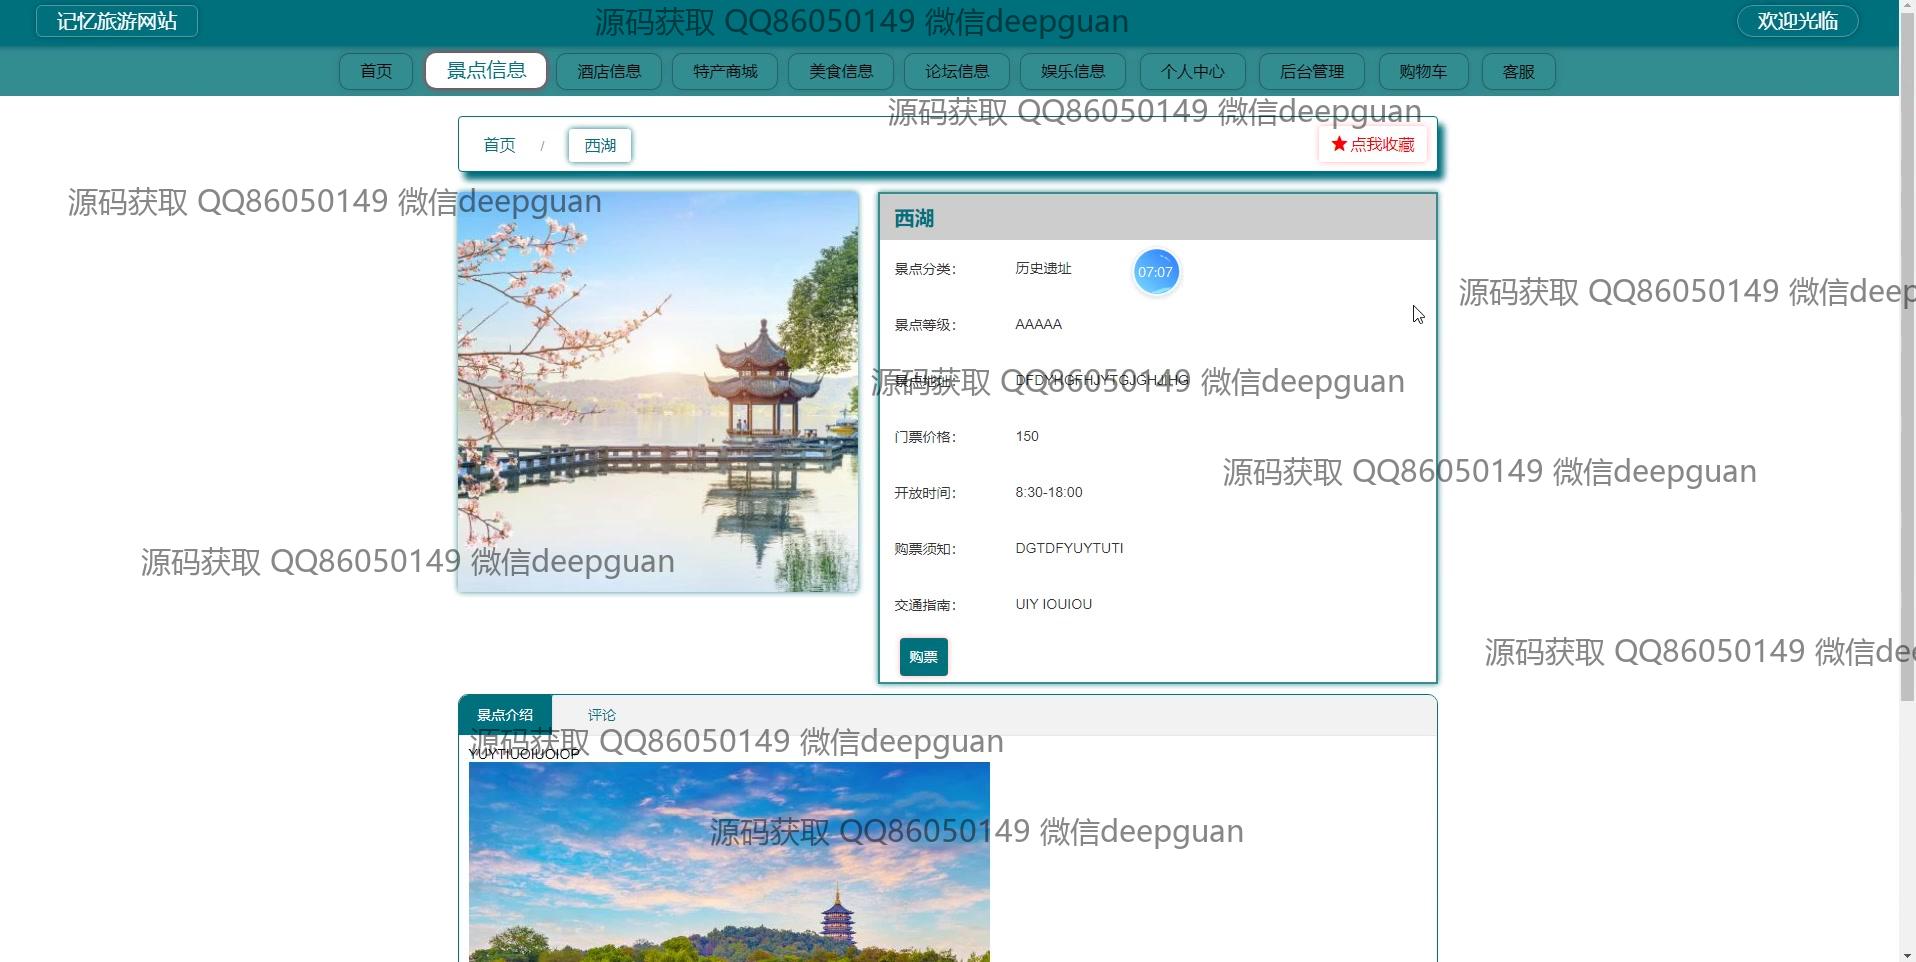 记忆旅游网站
源码获取 QQ86050149 微信deepguan
欢迎光临
首页 景点信息 酒店信息 特产商城 美食信息 论坛信息 娱乐信息 个人中心 后台管理 购物车 客服
源码获取 QQ86050149 微信deepguan
首页 / 西湖
点我收藏
源码获取 QQ86050149 微信deepguan
西湖
景点分类： 历史遗址
07:07
源码获取 QQ86050149 微信deep
景点等级： AAAAA
景点地址：
源码获取 QQ86050149 微信deepguan
门票价格： 150
源码获取 QQ86050149 微信deepguan
开放时间： 8:30-18:00
购票须知： DGTDFYUYTUTI
源码获取 QQ86050149 微信deepguan
交通指南： UIY IOUIOU
购票
源码获取 QQ86050149 微信dee
景点介绍 评论
源码获取 QQ86050149 微信deepguan
YUYTIUOIUOIOP
源码获取 QQ86050149 微信deepguan